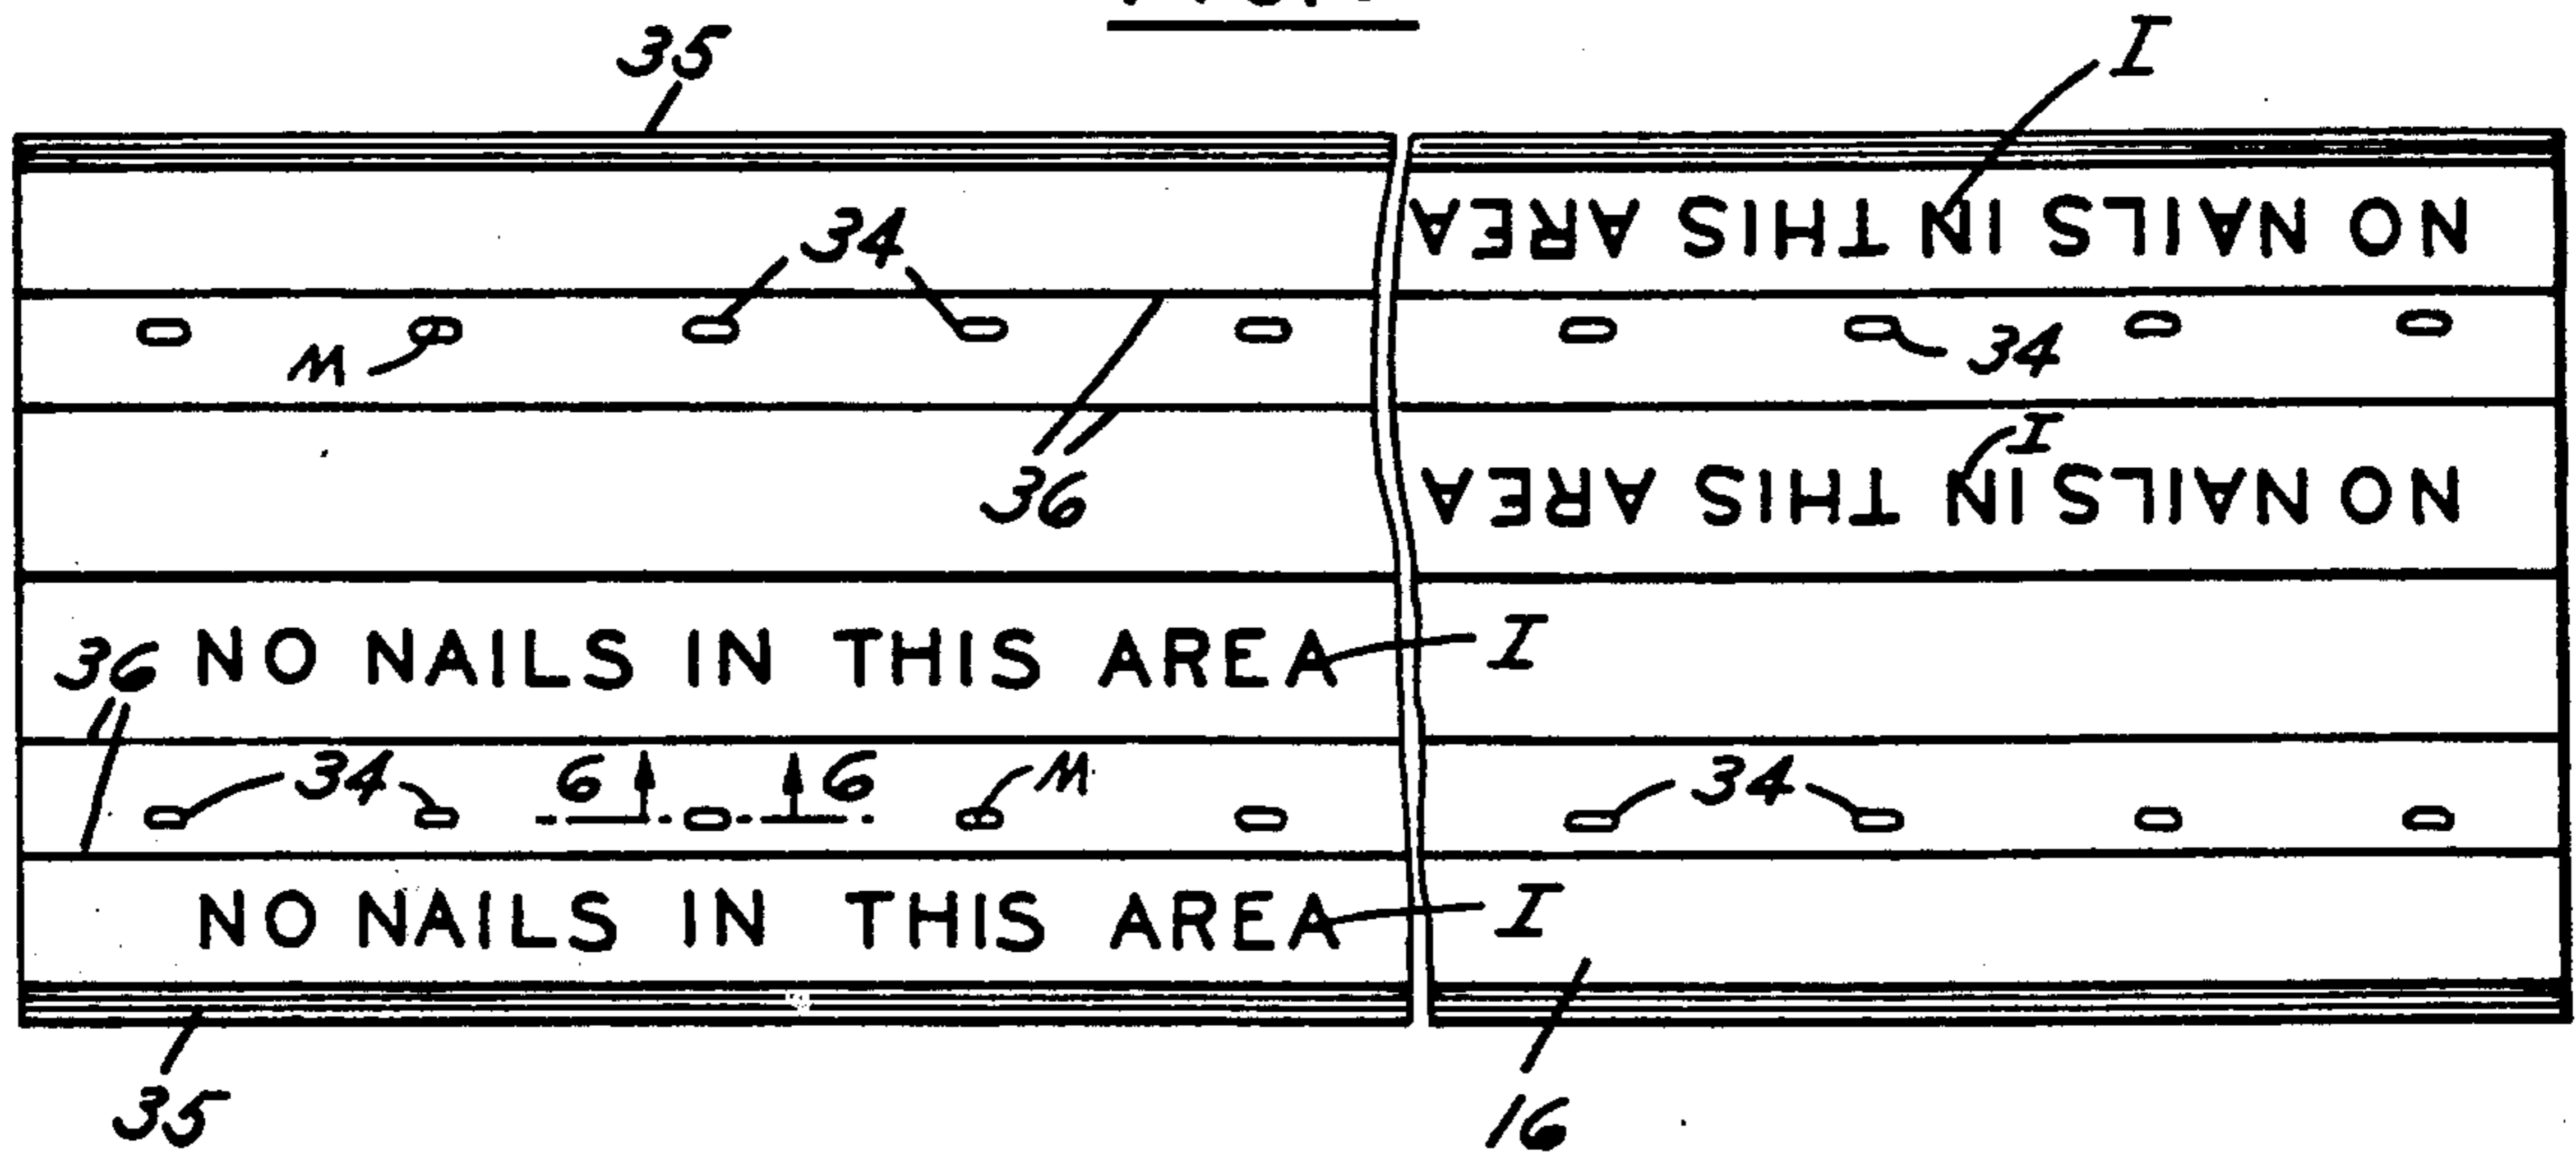 35
I
NO NAILS IN THIS AREA
34
M
34
I
36
NO NAILS IN THIS AREA
36 NO NAILS IN THIS AREA I
34 6 6 M 34
NO NAILS IN THIS AREA I
35
16